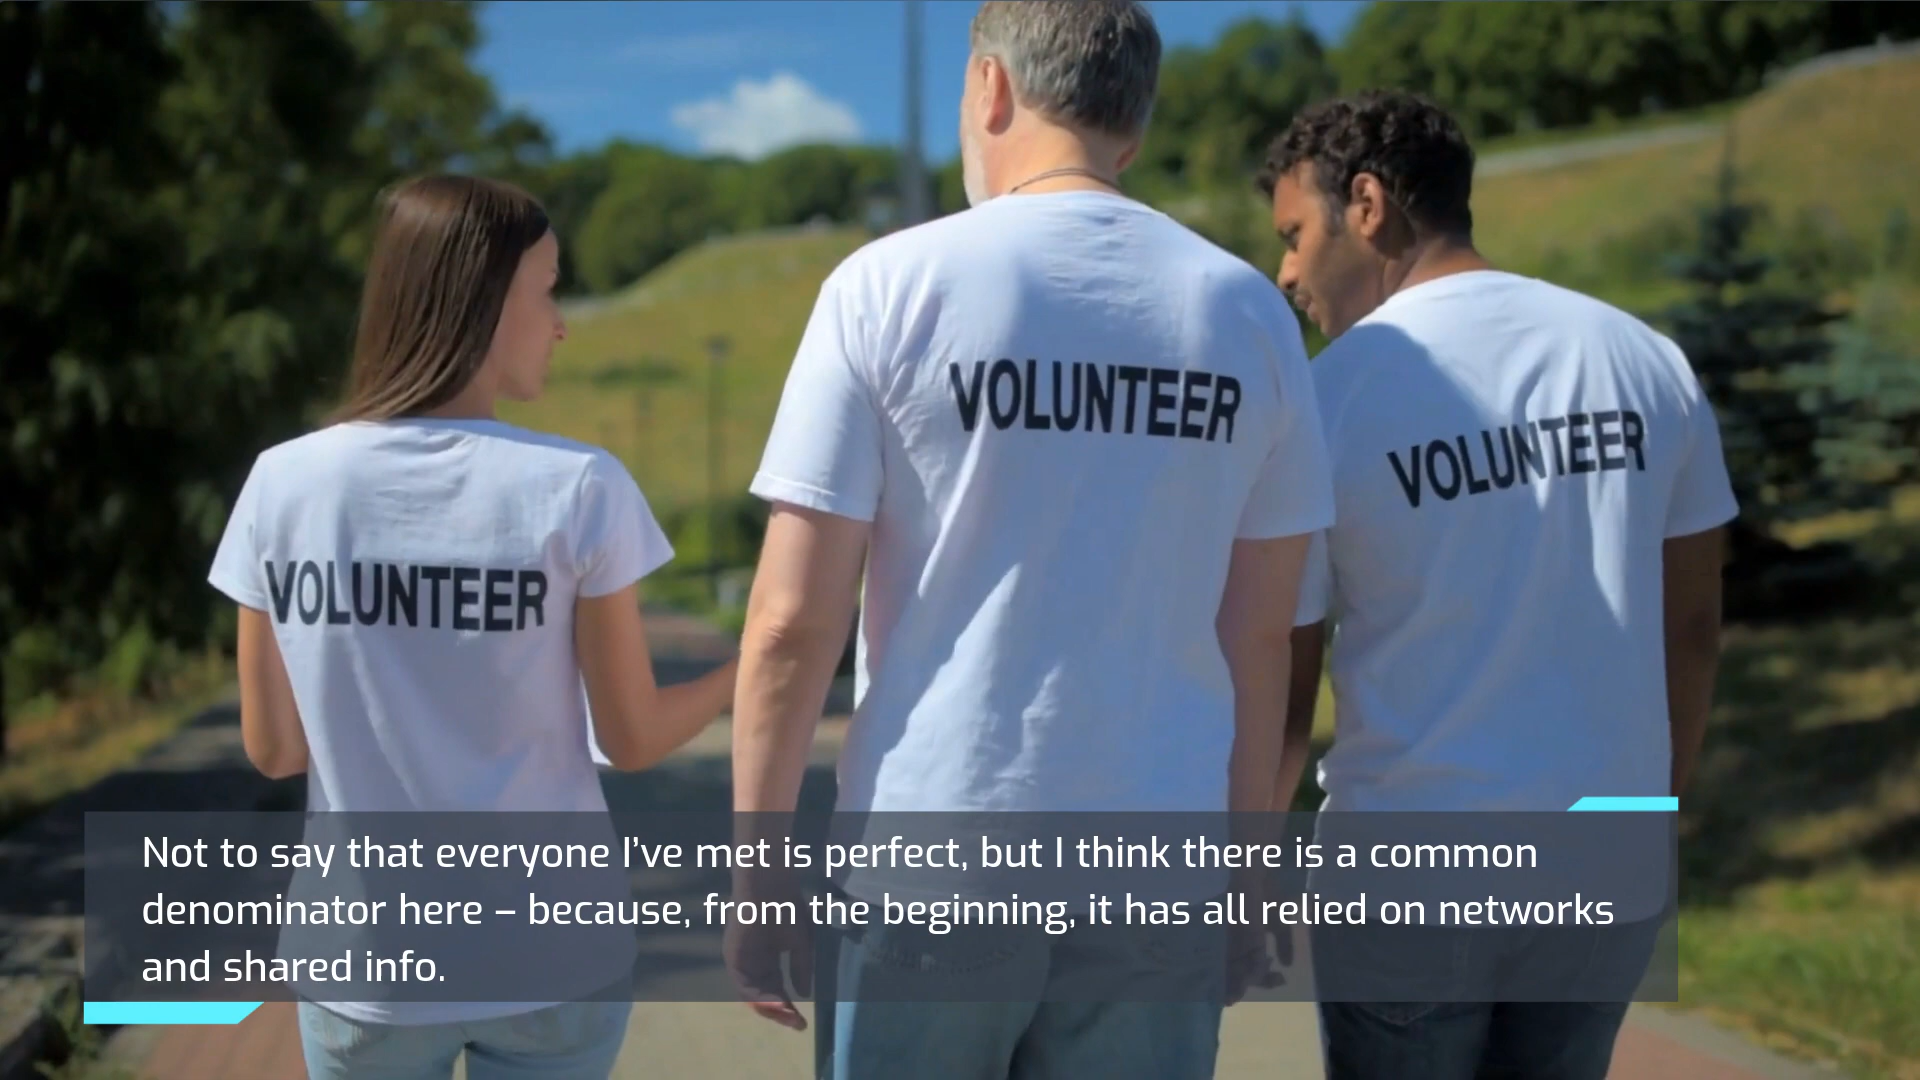 VOLUNTEER
VOLUNTEER
VOLUNTEER
Not to say that everyone I’ve met is perfect, but I think there is a common
denominator here – because, from the beginning, it has all relied on networks
and shared info.